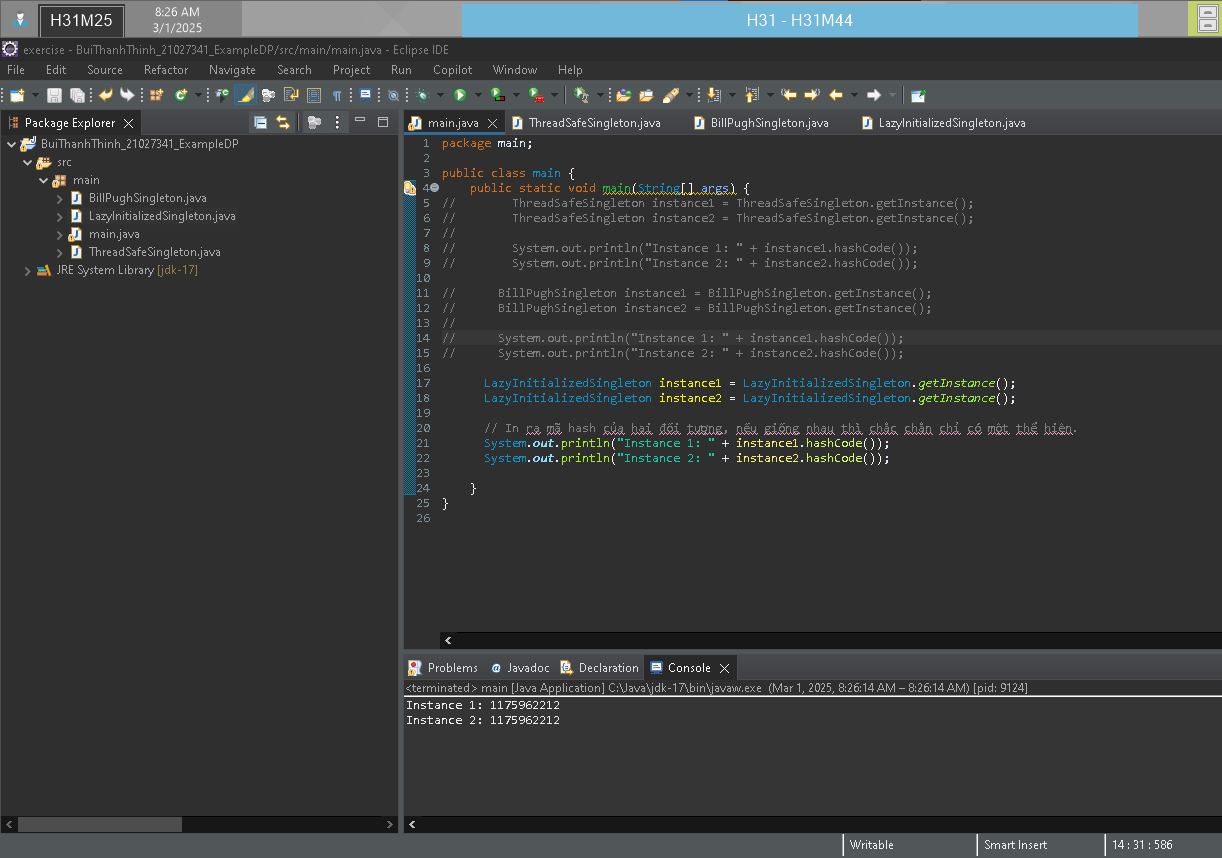 H31M25
8:26 AM
3/1/2025
H31 - H31M44
exercise - BuiThanhThinh_21027341_ExampleDP/src/main/main.java - Eclipse IDE
File Edit Source Refactor Navigate Search Project Run Copilot Window Help
Package Explorer
BuiThanhThinh_21027341_ExampleDP
src
main
BillPughSingleton.java
LazyInitializedSingleton.java
main.java
ThreadSafeSingleton.java
JRE System Library [jdk-17]
main.java ThreadSafeSingleton.java BillPughSingleton.java LazyInitializedSingleton.java
1 package main;
2
3 public class main {
4 public static void main(String[] args) {
5 // ThreadSafeSingleton instance1 = ThreadSafeSingleton.getInstance();
6 // ThreadSafeSingleton instance2 = ThreadSafeSingleton.getInstance();
7 //
8 // System.out.println("Instance 1: " + instance1.hashCode());
9 // System.out.println("Instance 2: " + instance2.hashCode());
10
11 // BillPughSingleton instance1 = BillPughSingleton.getInstance();
12 // BillPughSingleton instance2 = BillPughSingleton.getInstance();
13 //
14 // System.out.println("Instance 1: " + instance1.hashCode());
15 // System.out.println("Instance 2: " + instance2.hashCode());
16
17 LazyInitializedSingleton instance1 = LazyInitializedSingleton.getInstance();
18 LazyInitializedSingleton instance2 = LazyInitializedSingleton.getInstance();
19
20 // In ra mã hash của hai đối tượng, nếu giống nhau thì chắc chắn chỉ có một thể hiện.
21 System.out.println("Instance 1: " + instance1.hashCode());
22 System.out.println("Instance 2: " + instance2.hashCode());
23
24 }
25 }
26
Problems Javadoc Declaration Console
<terminated> main [Java Application] C:\Java\jdk-17\bin\javaw.exe (Mar 1, 2025, 8:26:14 AM – 8:26:14 AM) [pid: 9124]
Instance 1: 1175962212
Instance 2: 1175962212
Writable Smart Insert 14 : 31 : 586